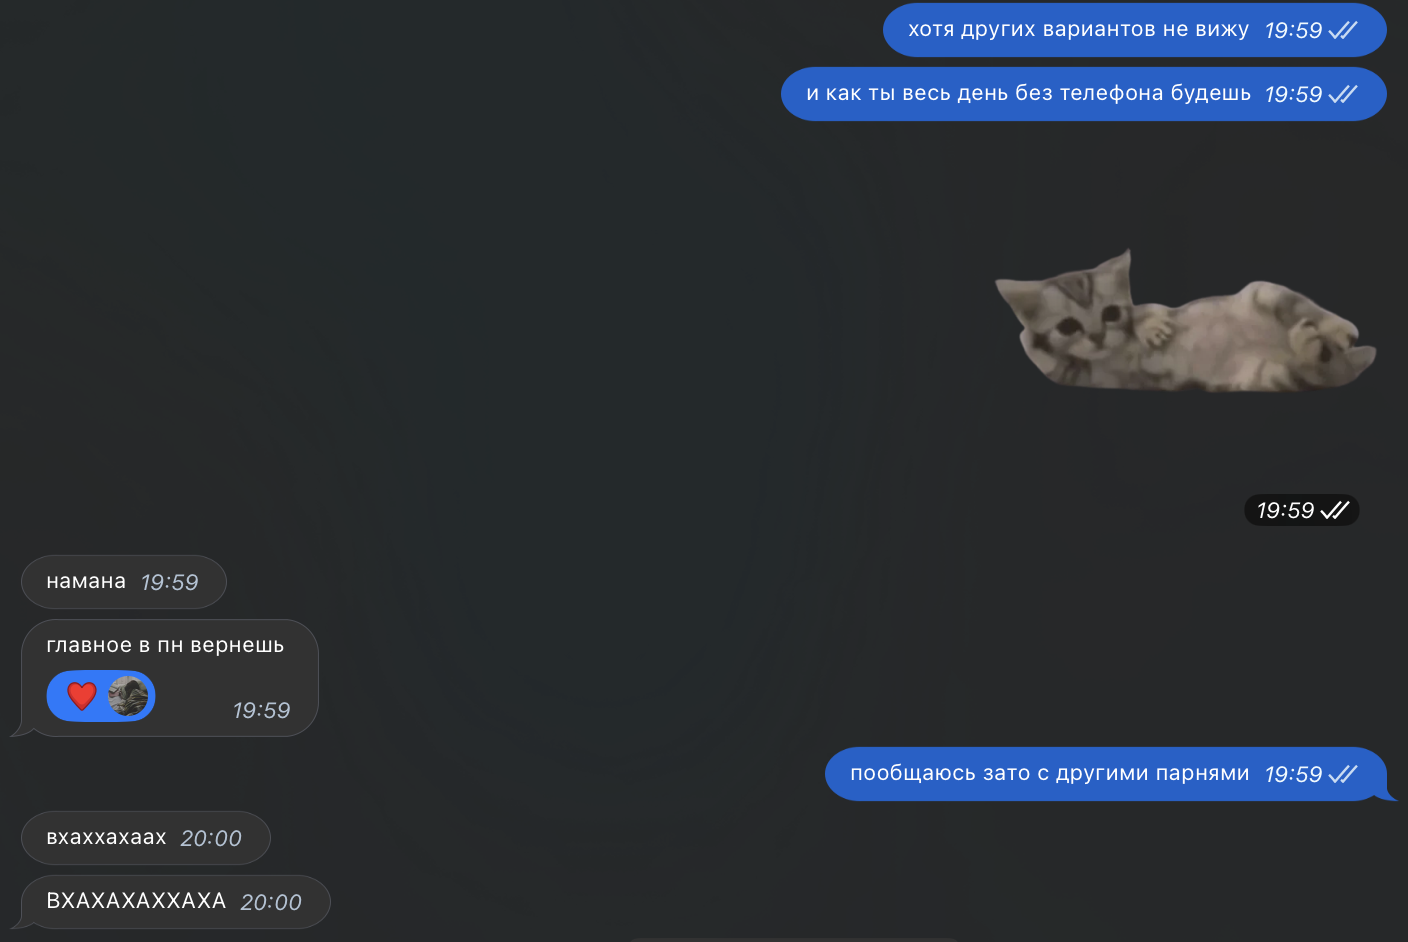 хотя других вариантов не вижу 19:59
и как ты весь день без телефона будешь 19:59
19:59
намана 19:59
главное в пн вернешь
19:59
пообщаюсь зато с другими парнями 19:59
вхаххахаах 20:00
ВХАХАХАХХАХА 20:00